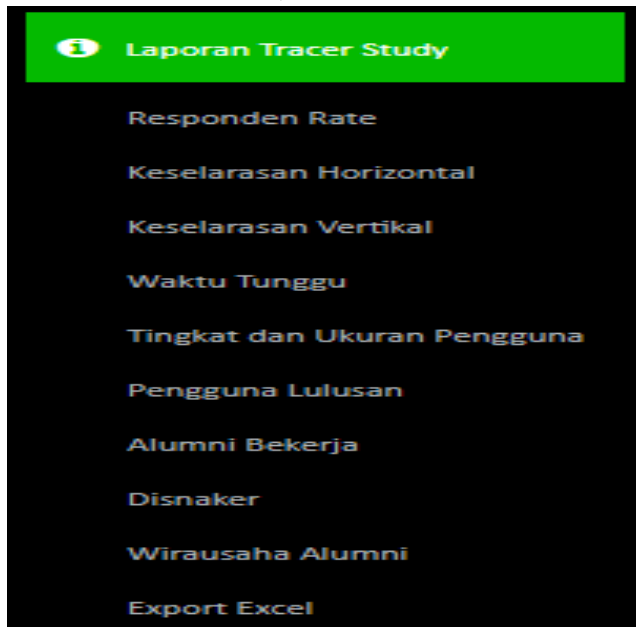 Laporan Tracer Study
Responden Rate
Keselarasan Horizontal
Keselarasan Vertikal
Waktu Tunggu
Tingkat dan Ukuran Pengguna
Pengguna Lulusan
Alumni Bekerja
Disnaker
Wirausaha Alumni
Export Excel